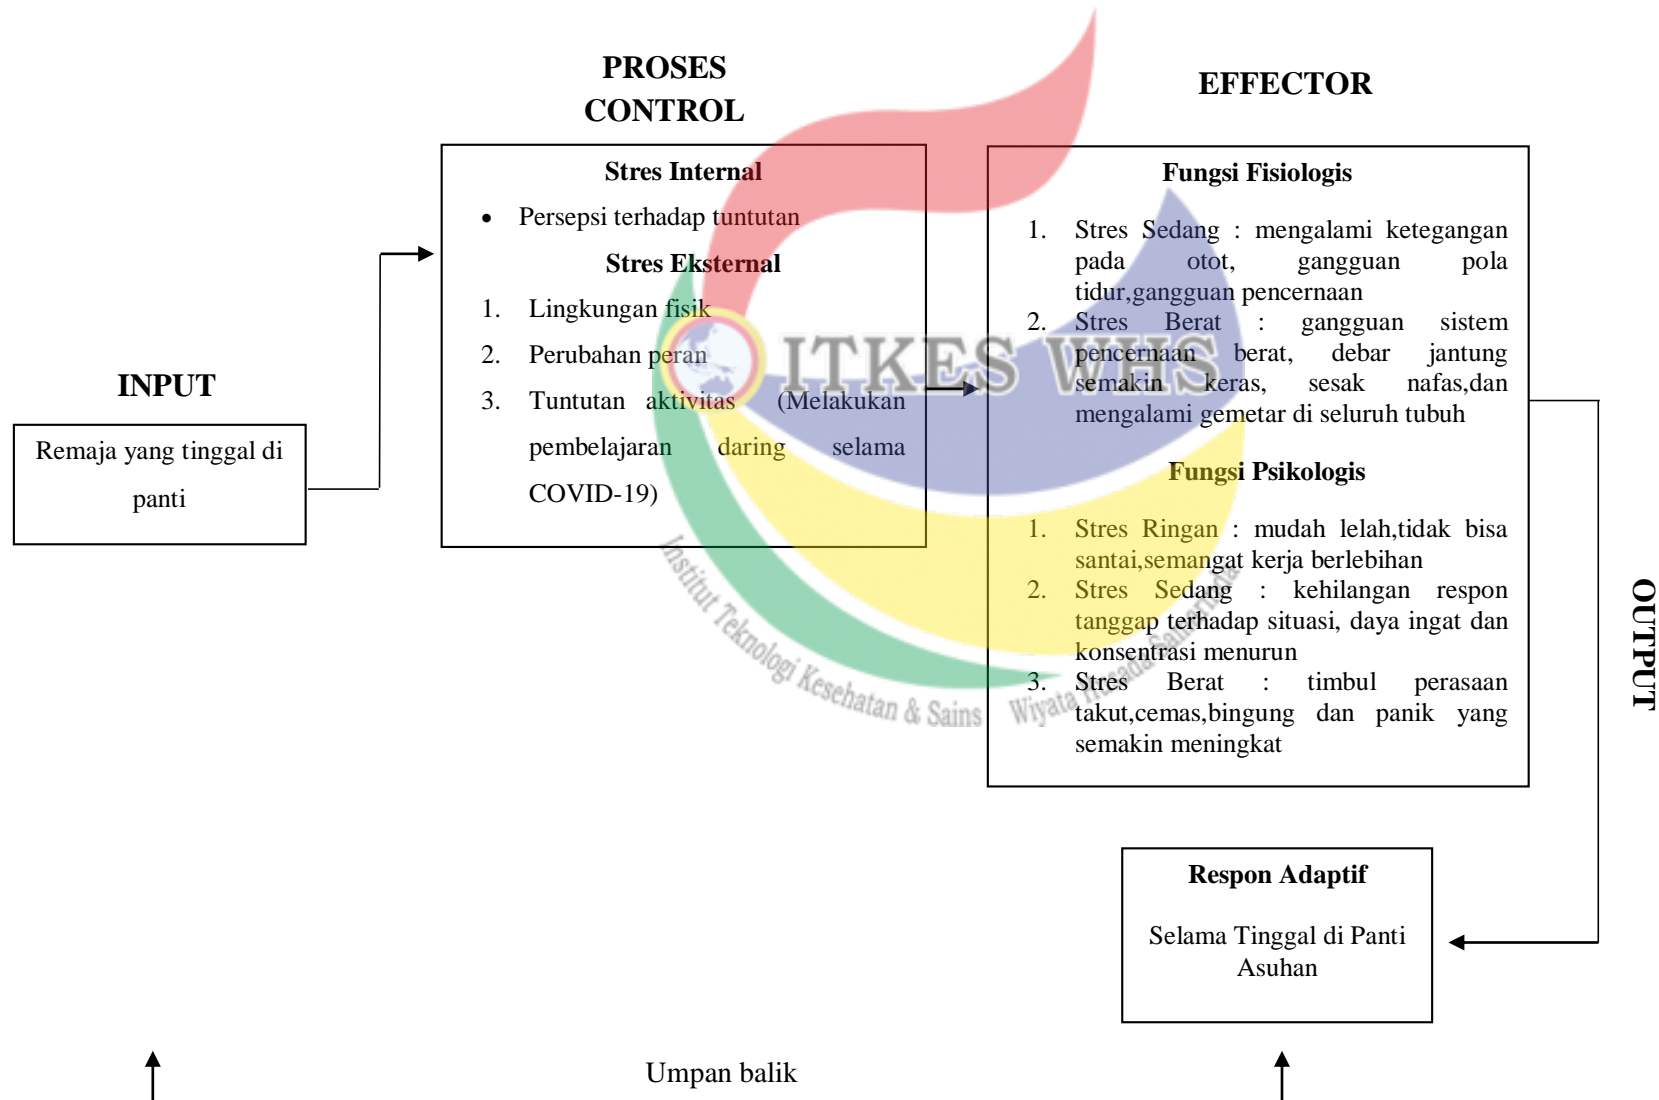 PROSES
CONTROL
EFFECTOR
Stres Internal
• Persepsi terhadap tuntutan
Stres Eksternal
1. Lingkungan fisik
2. Perubahan peran
3. Tuntutan aktivitas (Melakukan
pembelajaran daring selama
COVID-19)
Fungsi Fisiologis
1. Stres Sedang : mengalami ketegangan
pada otot, gangguan pola
tidur,gangguan pencernaan
2. Stres Berat : gangguan sistem
pencernaan berat, debar jantung
semakin keras, sesak nafas,dan
mengalami gemetar di seluruh tubuh
Fungsi Psikologis
1. Stres Ringan : mudah lelah,tidak bisa
santai,semangat kerja berlebihan
2. Stres Sedang : kehilangan respon
tanggap terhadap situasi, daya ingat dan
konsentrasi menurun
3. Stres Berat : timbul perasaan
takut,cemas,bingung dan panik yang
semakin meningkat
INPUT
Remaja yang tinggal di
panti
OUTPUT
Respon Adaptif
Selama Tinggal di Panti
Asuhan
Umpan balik
ITKES WHS
Institut Teknologi Kesehatan & Sains Wiyata Husada Samarinda